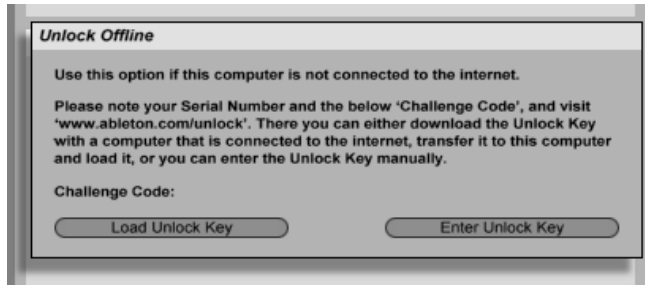 Unlock Offline
Use this option if this computer is not connected to the internet.
Please note your Serial Number and the below ‘Challenge Code’, and visit
‘www.ableton.com/unlock’. There you can either download the Unlock Key
with a computer that is connected to the internet, transfer it to this computer
and load it, or you can enter the Unlock Key manually.
Challenge Code:
Load Unlock Key
Enter Unlock Key